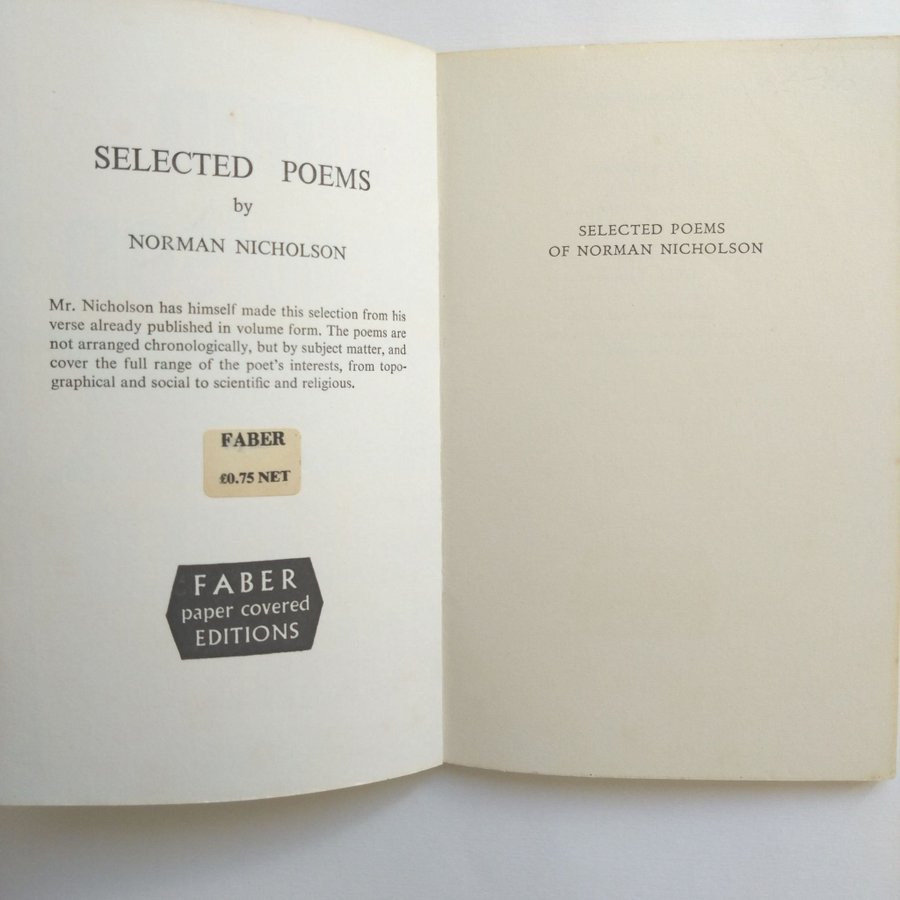 SELECTED POEMS
by
NORMAN NICHOLSON
Mr. Nicholson has himself made this selection from his
verse already published in volume form. The poems are
not arranged chronologically, but by subject matter, and
cover the full range of the poet's interests, from topo-
graphical and social to scientific and religious.
FABER
£0.75 NET
FABER
paper covered
EDITIONS
SELECTED POEMS
OF NORMAN NICHOLSON